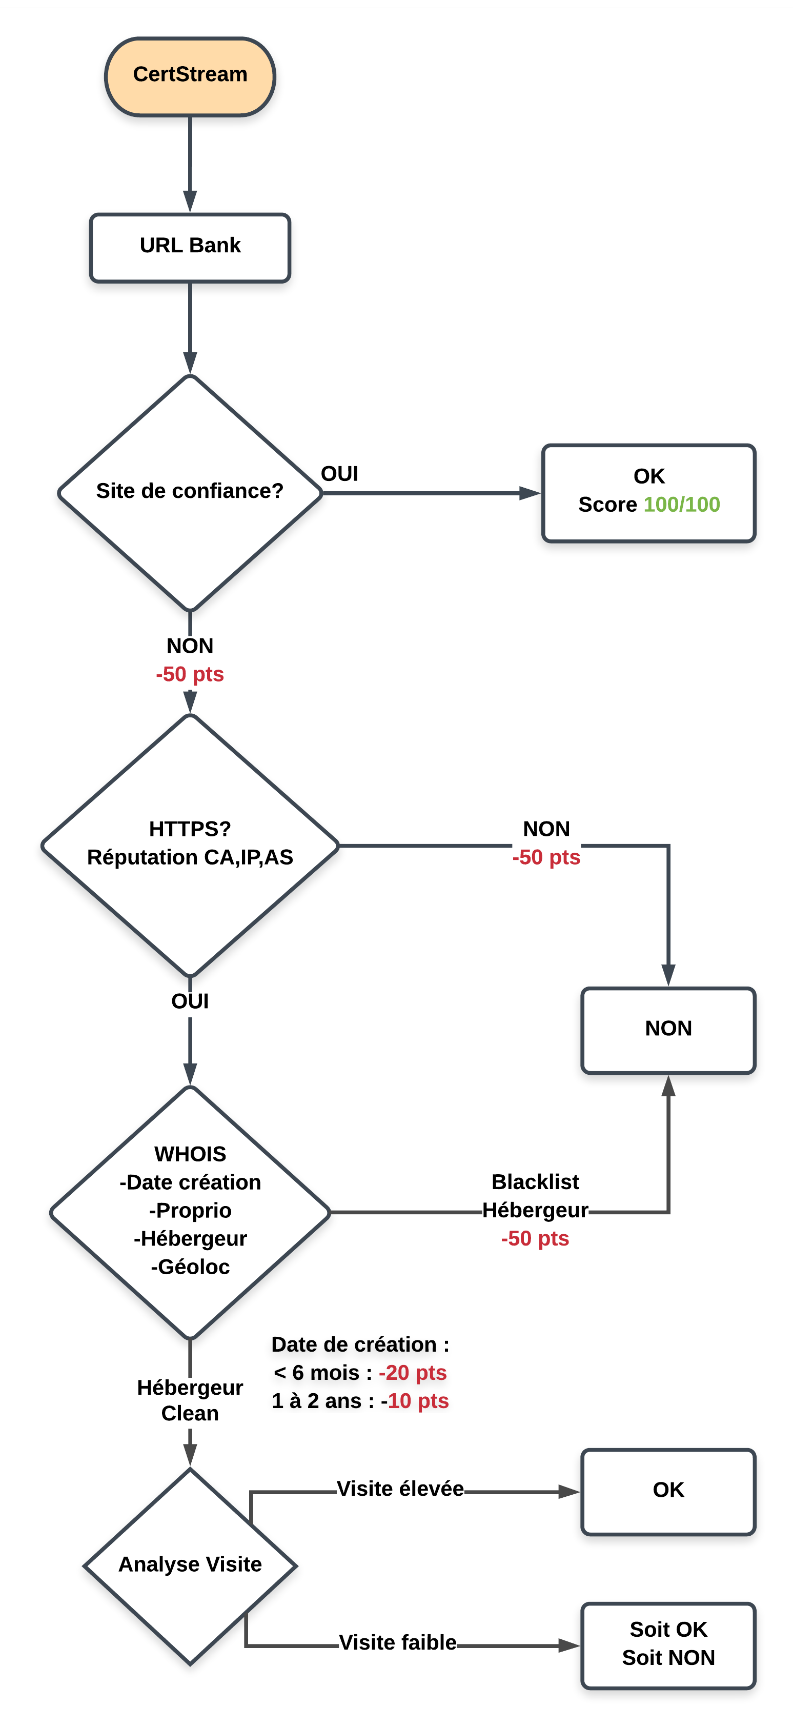 CertStream
URL Bank
Site de confiance?
OUI
OK
Score 100/100
NON
-50 pts
HTTPS?
Réputation CA,IP,AS
NON
-50 pts
OUI
NON
WHOIS
-Date création
-Proprio
-Hébergeur
-Géoloc
Blacklist
Hébergeur
-50 pts
Date de création :
< 6 mois : -20 pts
1 à 2 ans : -10 pts
Hébergeur
Clean
Visite élevée
OK
Analyse Visite
Visite faible
Soit OK
Soit NON